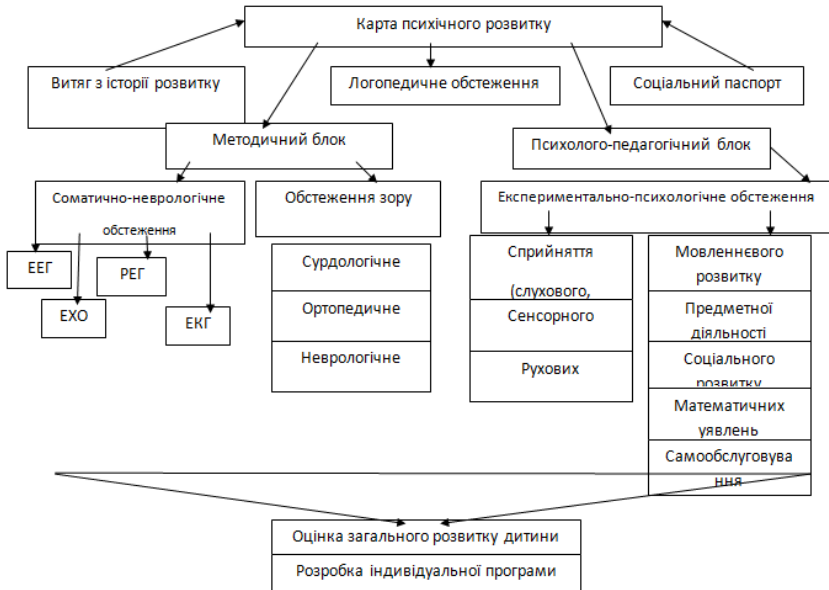 Карта психічного розвитку
Витяг з історії розвитку
Логопедичне обстеження
Соціальний паспорт
Методичний блок
Психолого-педагогічний блок
Соматично-неврологічне
обстеження
Обстеження зору
Експериментально-психологічне обстеження
ЕЕГ
РЕГ
ЕХО
ЕКГ
Сурдологічне
Ортопедичне
Неврологічне
Сприйняття
(слухового,
Сенсорного
Рухових
Мовленнєвого
розвитку
Предметної
діяльності
Соціального
розвитку
Математичних
уявлень
Самообслуговува
ння
Оцінка загального розвитку дитини
Розробка індивідуальної програми